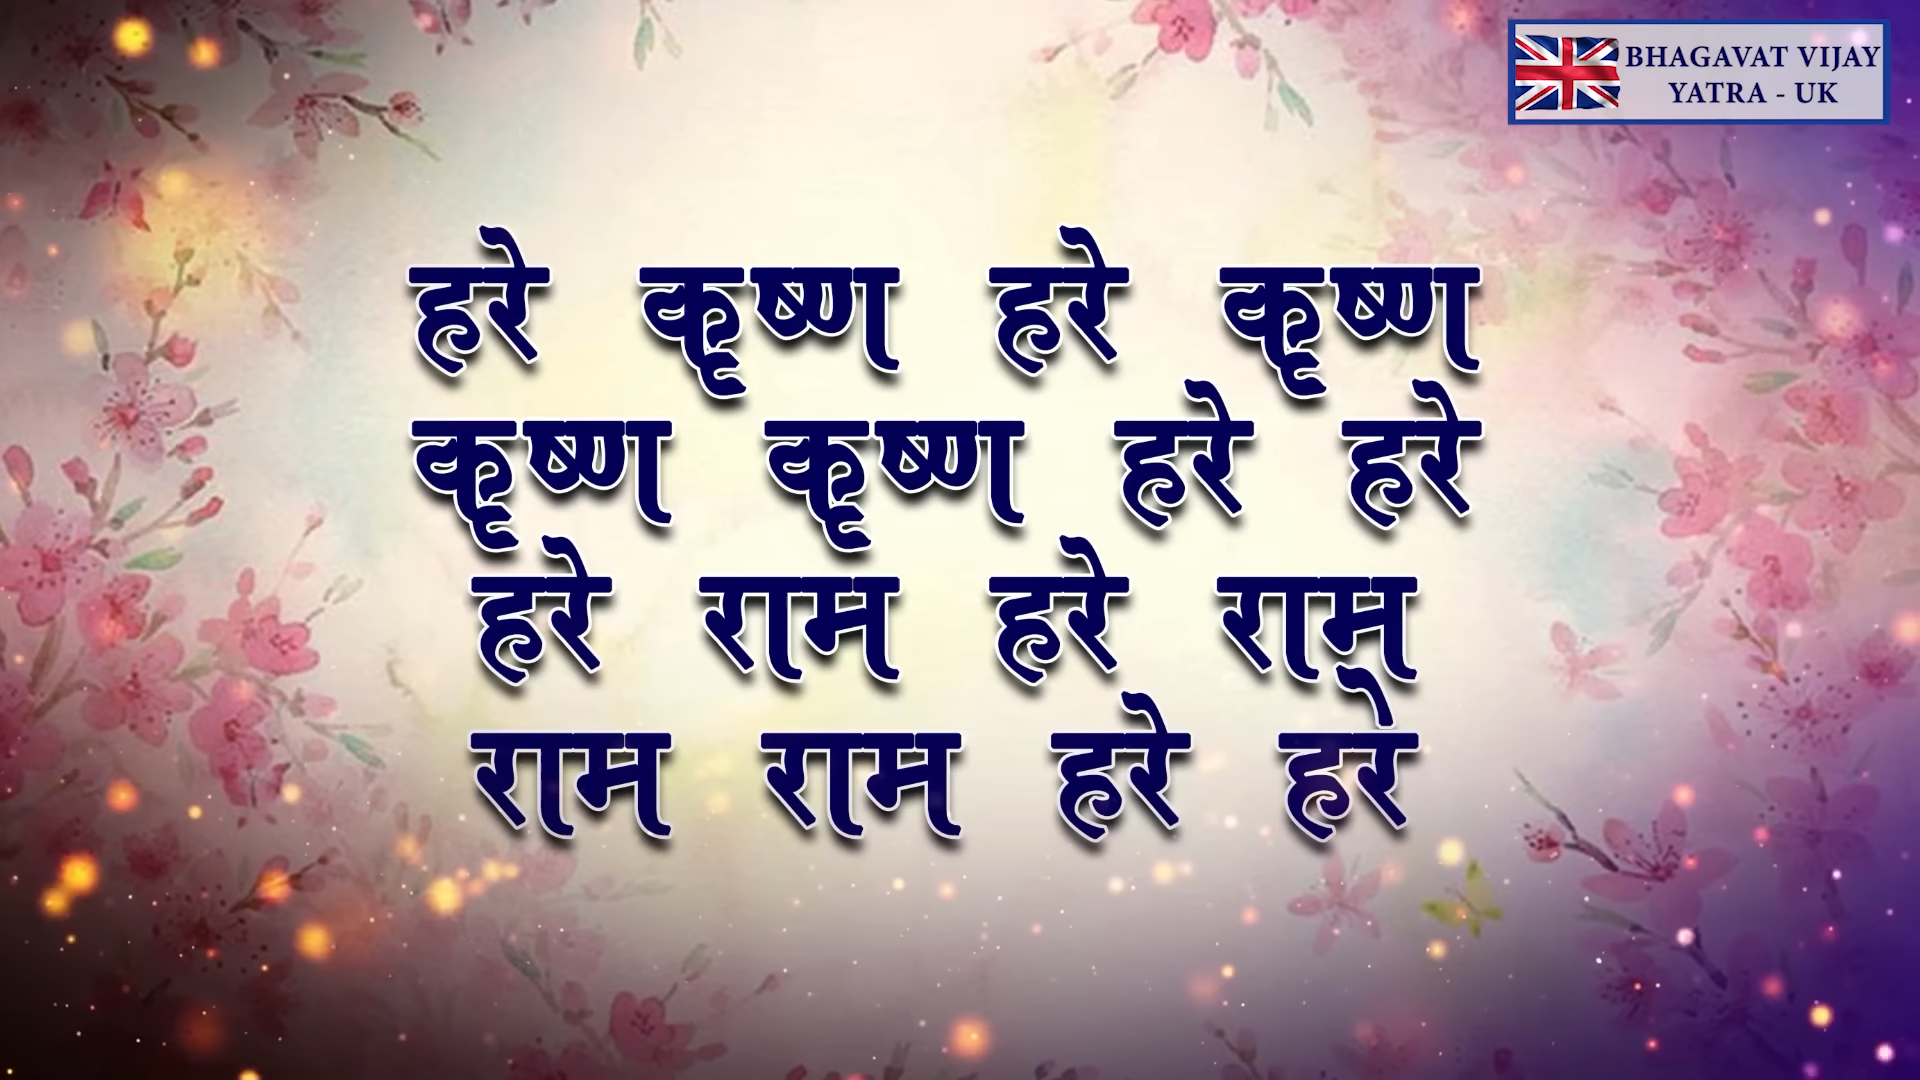 BHAGAVAT VIJAY
YATRA - UK
हरे कृष्ण हरे कृष्ण
कृष्ण कृष्ण हरे हरे
हरे राम हरे राम
राम राम हरे हरे